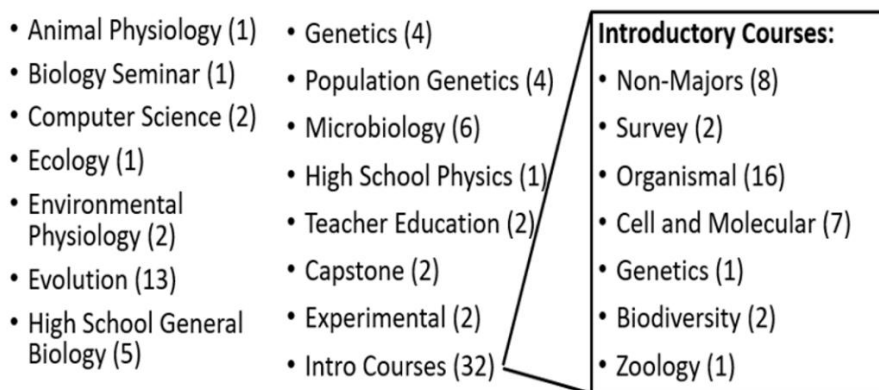 • Animal Physiology (1)
• Biology Seminar (1)
• Computer Science (2)
• Ecology (1)
• Environmental
Physiology (2)
• Evolution (13)
• High School General
Biology (5)
• Genetics (4)
• Population Genetics (4)
• Microbiology (6)
• High School Physics (1)
• Teacher Education (2)
• Capstone (2)
• Experimental (2)
• Intro Courses (32)
Introductory Courses:
• Non-Majors (8)
• Survey (2)
• Organismal (16)
• Cell and Molecular (7)
• Genetics (1)
• Biodiversity (2)
• Zoology (1)